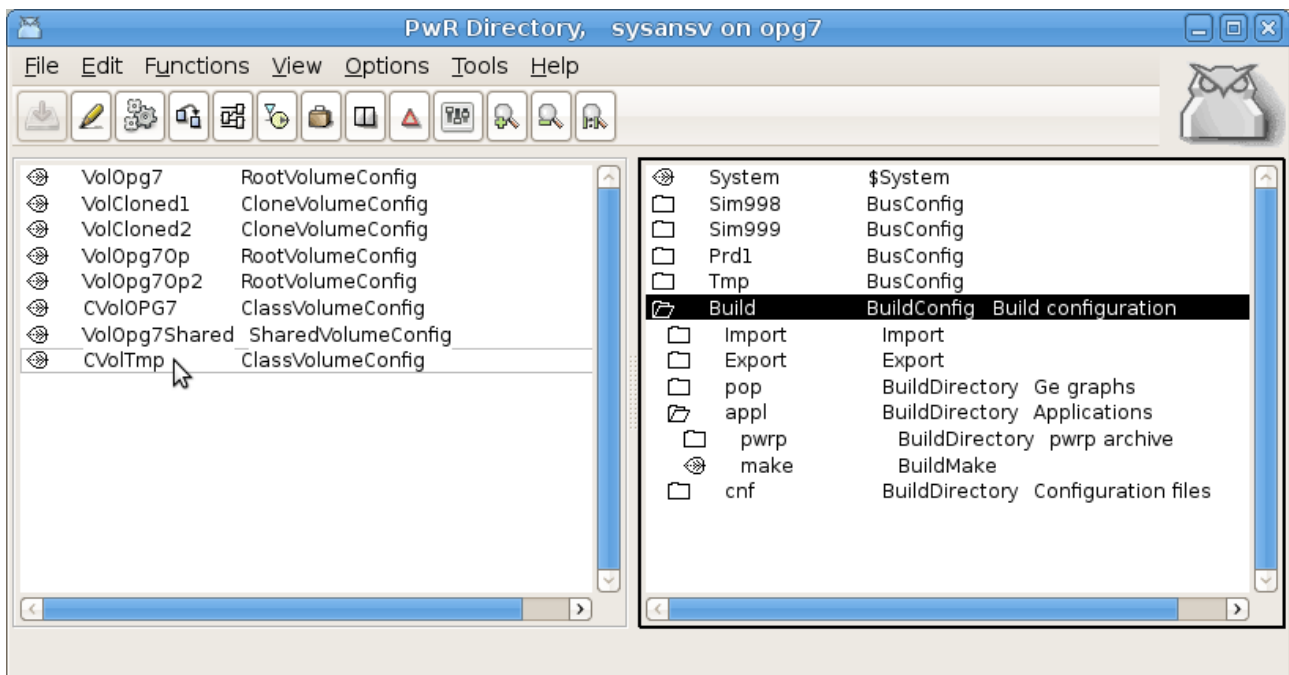 PwR Directory, sysansv on opg7
File Edit Functions View Options Tools Help
VolOpg7 RootVolumeConfig
VolCloned1 CloneVolumeConfig
VolCloned2 CloneVolumeConfig
VolOpg7Op RootVolumeConfig
VolOpg7Op2 RootVolumeConfig
CVolOPG7 ClassVolumeConfig
VolOpg7Shared SharedVolumeConfig
CVolTmp ClassVolumeConfig
System $System
Sim998 BusConfig
Sim999 BusConfig
Prd1 BusConfig
Tmp BusConfig
Build BuildConfig Build configuration
Import Import
Export Export
pop BuildDirectory Ge graphs
appl BuildDirectory Applications
pwrp BuildDirectory pwrp archive
make BuildMake
cnf BuildDirectory Configuration files